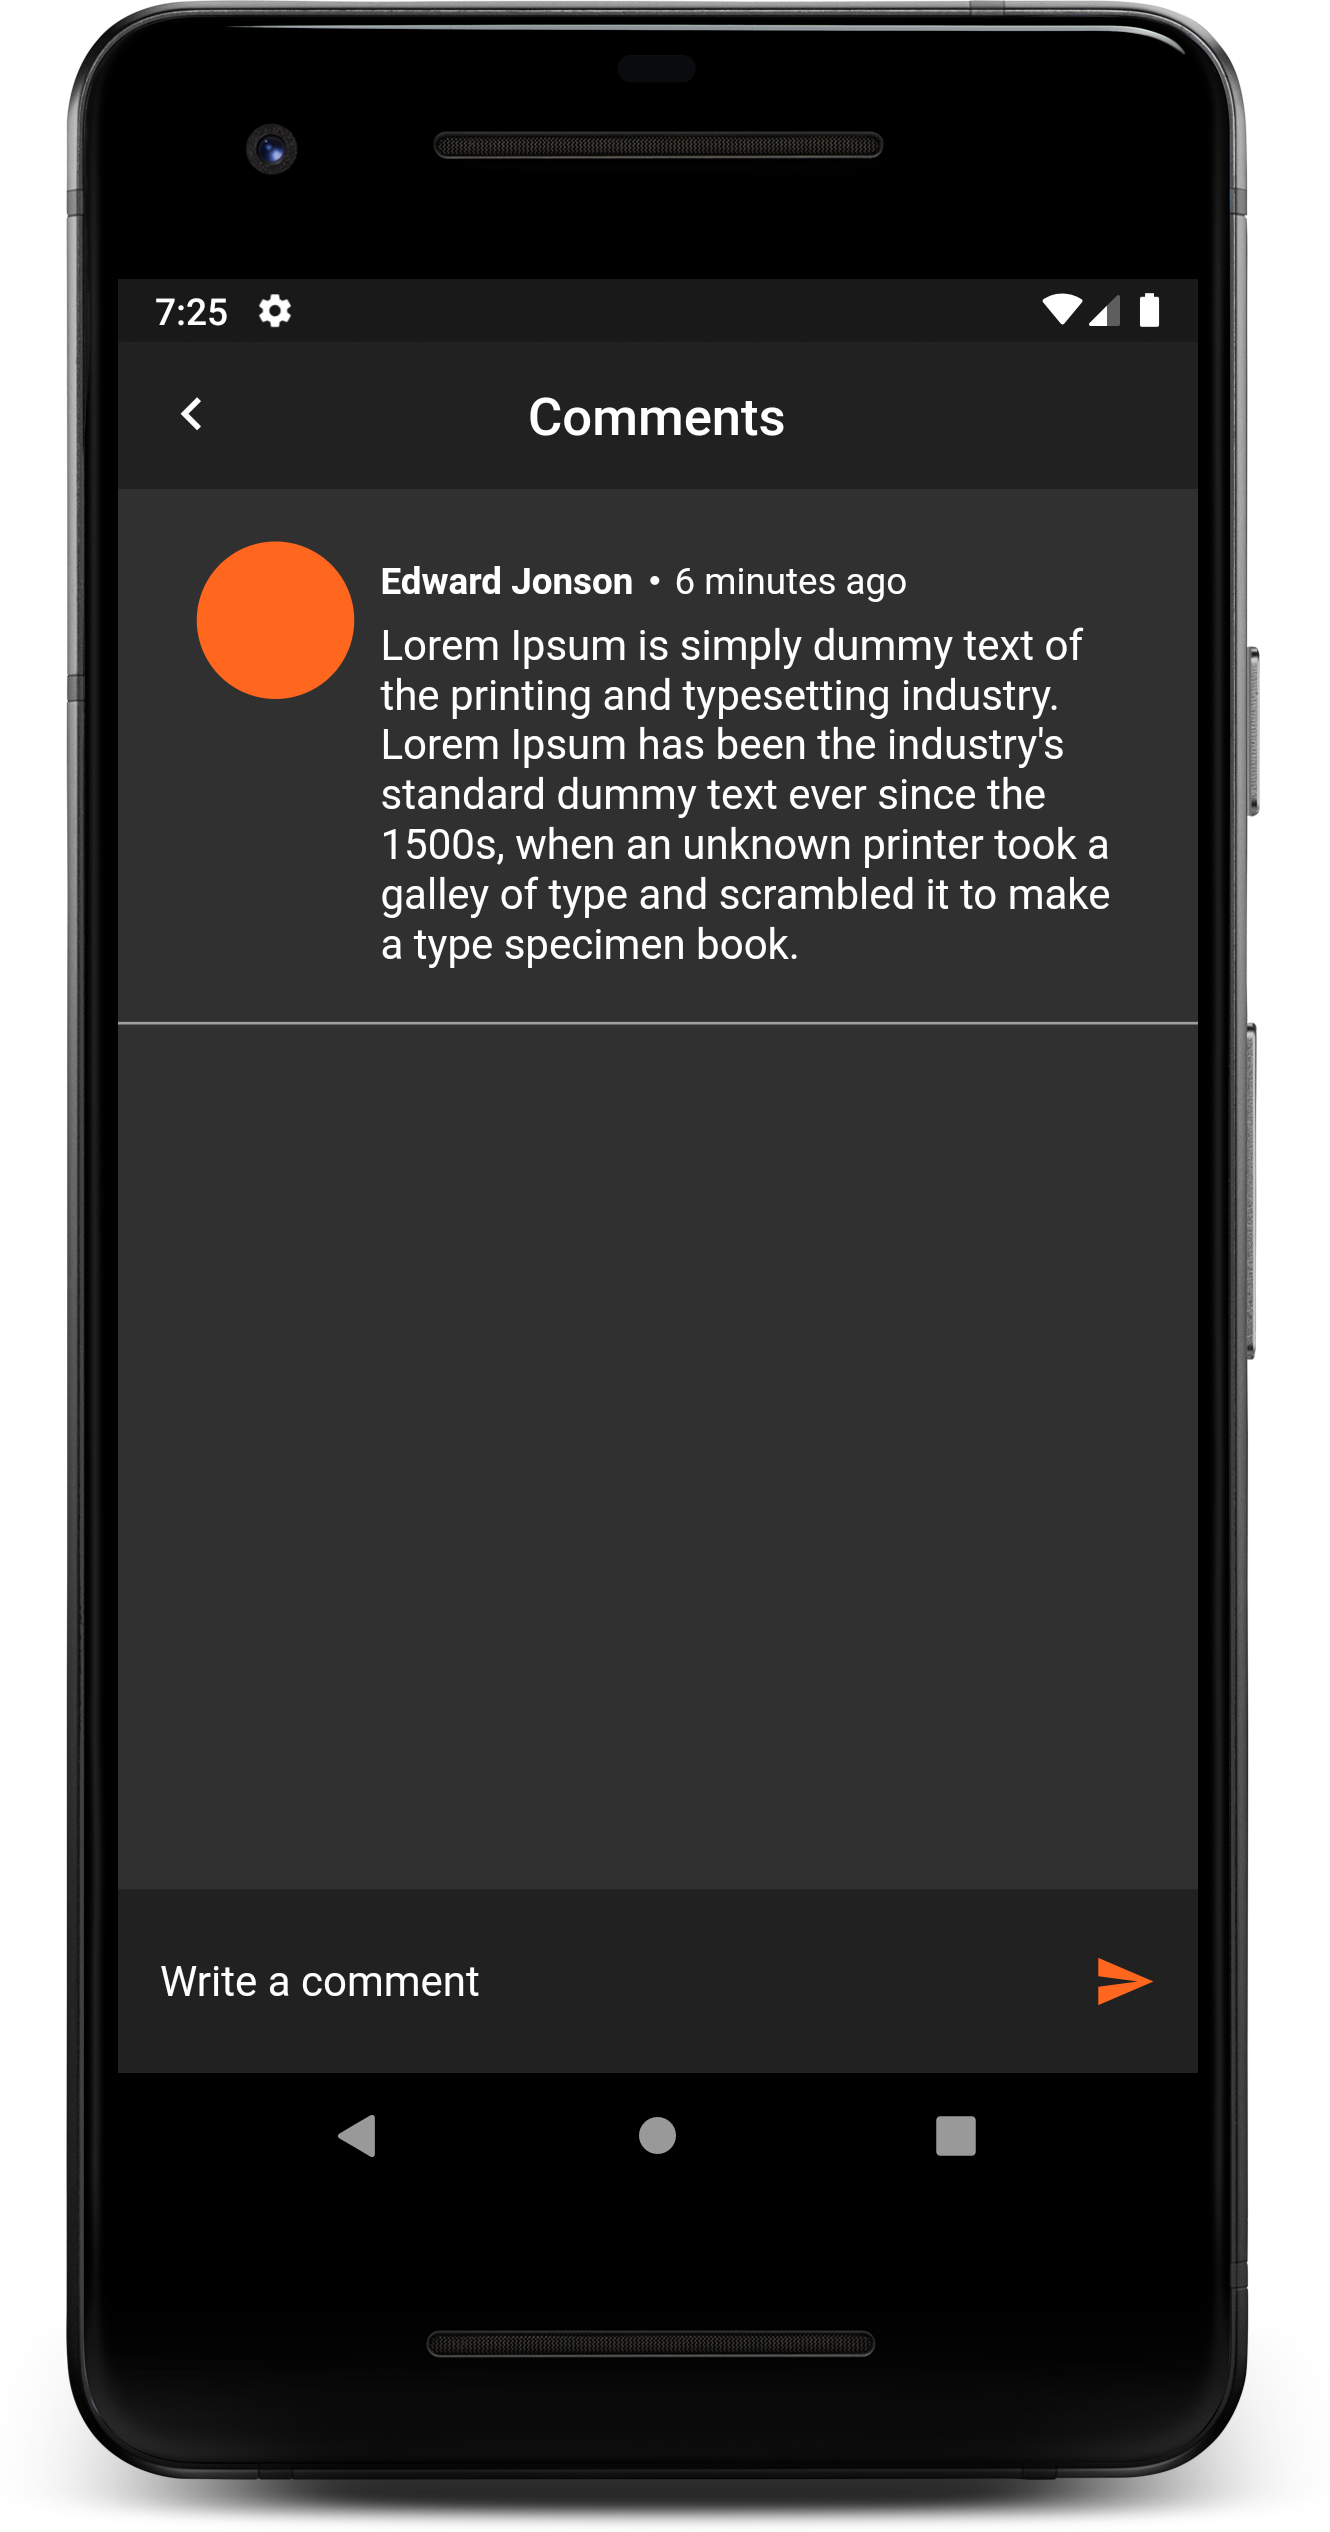 7:25
Comments
Edward Jonson • 6 minutes ago
Lorem Ipsum is simply dummy text of
the printing and typesetting industry.
Lorem Ipsum has been the industry's
standard dummy text ever since the
1500s, when an unknown printer took a
galley of type and scrambled it to make
a type specimen book.
Write a comment